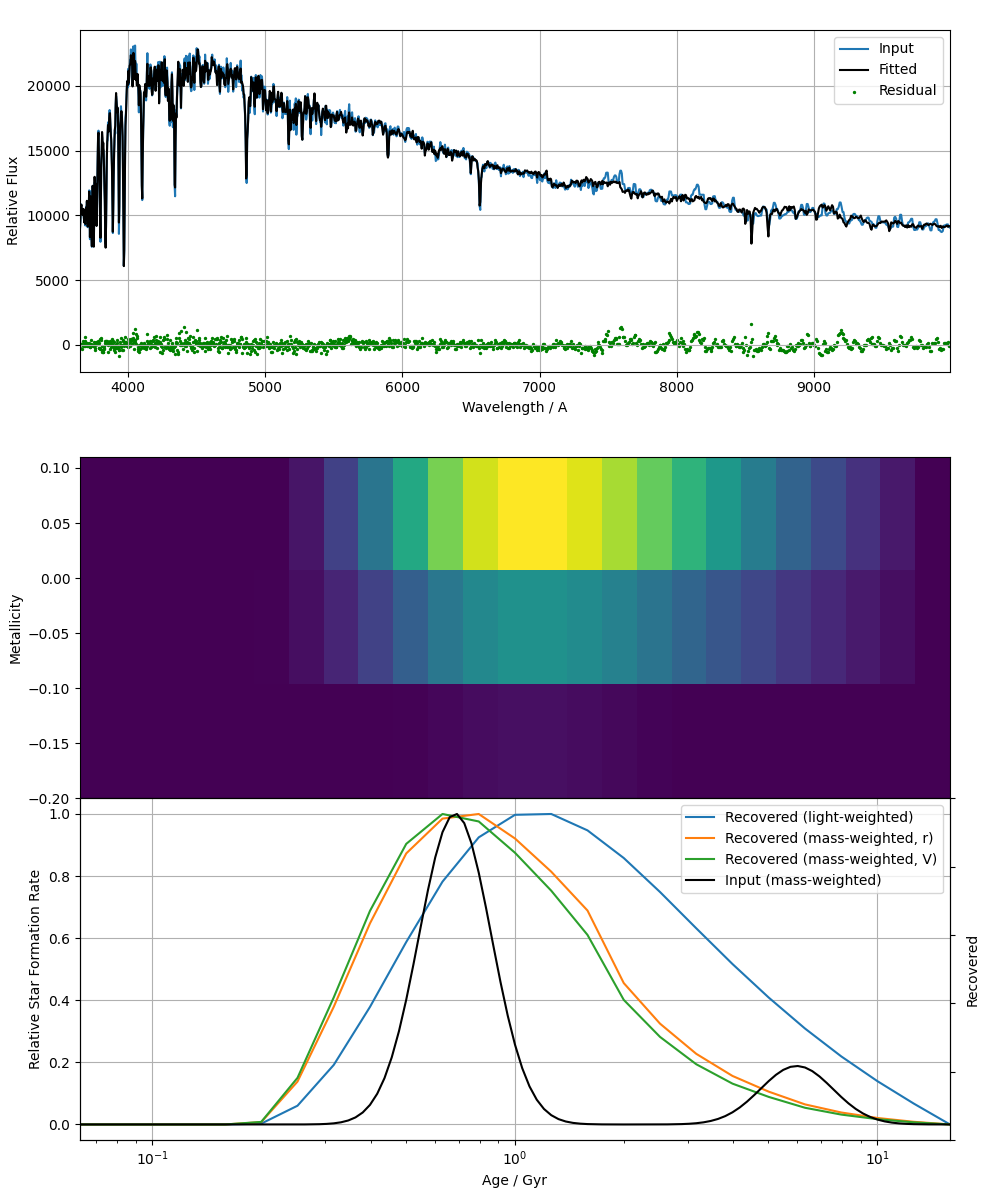 Relative Flux
20000
15000
10000
5000
0
Input
Fitted
Residual
4000 5000 6000 7000 8000 9000
Wavelength / A
Metallicity
0.10
0.05
0.00
−0.05
−0.10
−0.15
−0.20
Relative Star Formation Rate
1.0
0.8
0.6
0.4
0.2
0.0
Recovered (light-weighted)
Recovered (mass-weighted, r)
Recovered (mass-weighted, V)
Input (mass-weighted)
Recovered
10⁻¹ 10⁰ 10¹
Age / Gyr